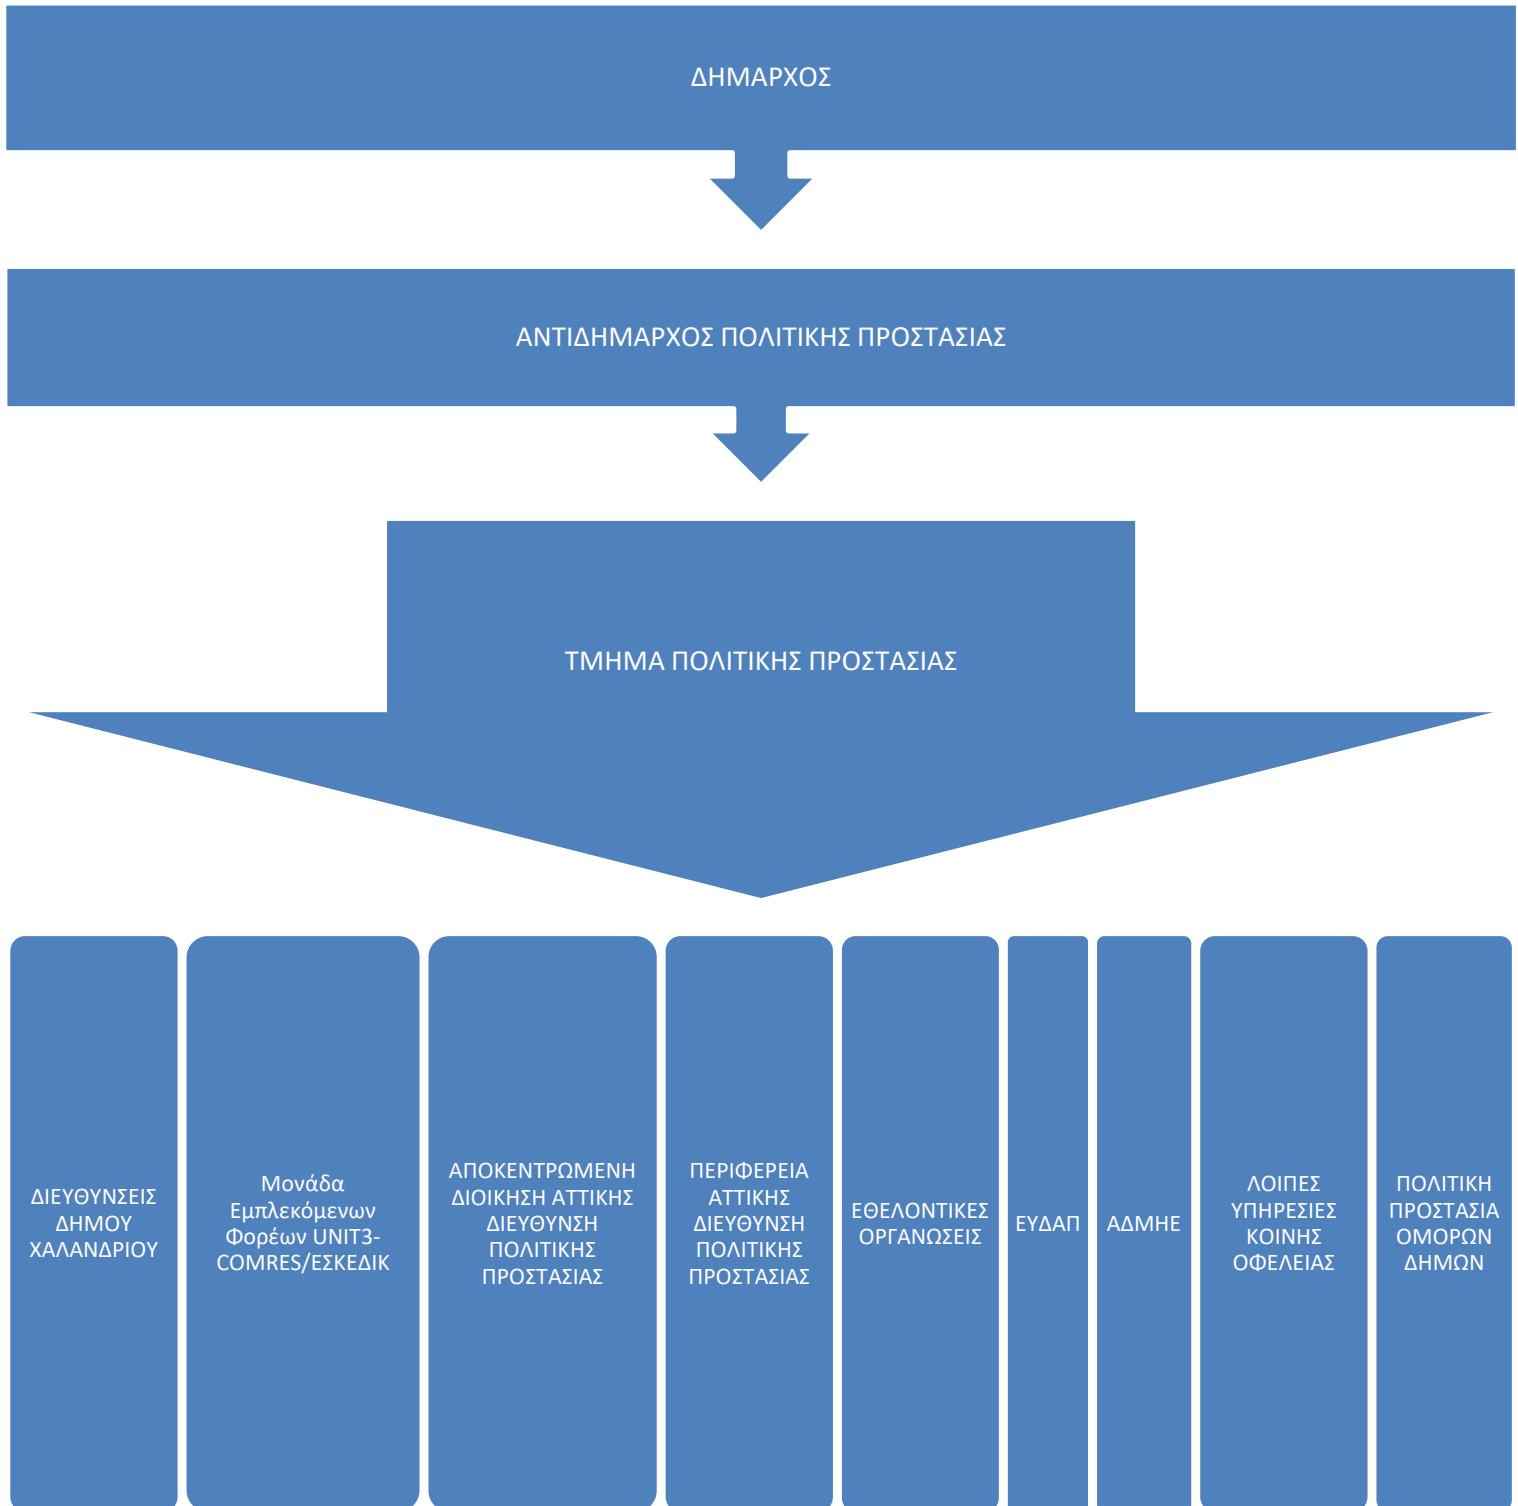 ΔΗΜΑΡΧΟΣ
ΑΝΤΙΔΗΜΑΡΧΟΣ ΠΟΛΙΤΙΚΗΣ ΠΡΟΣΤΑΣΙΑΣ
ΤΜΗΜΑ ΠΟΛΙΤΙΚΗΣ ΠΡΟΣΤΑΣΙΑΣ
ΔΙΕΥΘΥΝΣΕΙΣ
ΔΗΜΟΥ
ΧΑΛΑΝΔΡΙΟΥ
Μονάδα
Εμπλεκόμενων
Φορέων UNIT3-
COMRES/ΕΣΚΕΔΙΚ
ΑΠΟΚΕΝΤΡΩΜΕΝΗ
ΔΙΟΙΚΗΣΗ ΑΤΤΙΚΗΣ
ΔΙΕΥΘΥΝΣΗ
ΠΟΛΙΤΙΚΗΣ
ΠΡΟΣΤΑΣΙΑΣ
ΠΕΡΙΦΕΡΕΙΑ
ΑΤΤΙΚΗΣ
ΔΙΕΥΘΥΝΣΗ
ΠΟΛΙΤΙΚΗΣ
ΠΡΟΣΤΑΣΙΑΣ
ΕΘΕΛΟΝΤΙΚΕΣ
ΟΡΓΑΝΩΣΕΙΣ
ΕΥΔΑΠ
ΑΔΜΗΕ
ΛΟΙΠΕΣ
ΥΠΗΡΕΣΙΕΣ
ΚΟΙΝΗΣ
ΟΦΕΛΕΙΑΣ
ΠΟΛΙΤΙΚΗ
ΠΡΟΣΤΑΣΙΑ
ΟΜΟΡΩΝ
ΔΗΜΩΝ